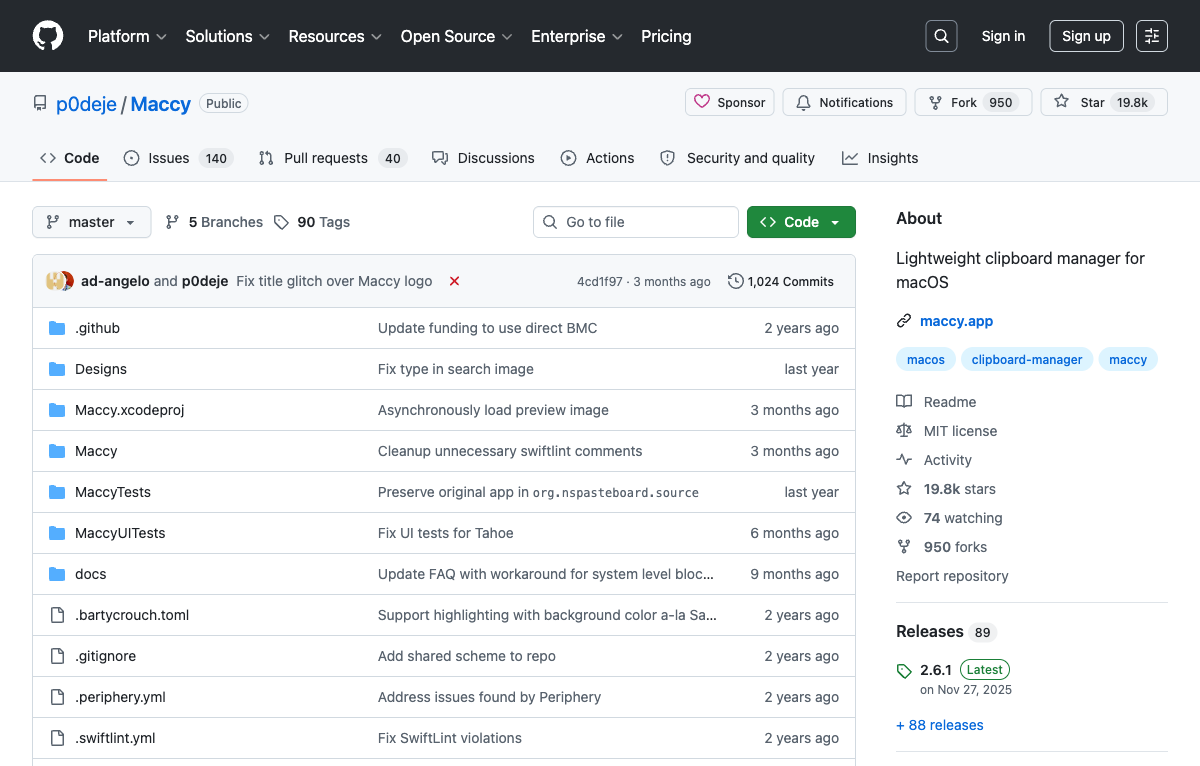 Platform Solutions Resources Open Source Enterprise Pricing Sign in Sign up
p0deje / Maccy Public Sponsor Notifications Fork 950 Star 19.8k
Code Issues 140 Pull requests 40 Discussions Actions Security and quality Insights
master 5 Branches 90 Tags Go to file Code
ad-angelo and p0deje Fix title glitch over Maccy logo 4cd1f97 · 3 months ago 1,024 Commits
.github Update funding to use direct BMC 2 years ago
Designs Fix type in search image last year
Maccy.xcodeproj Asynchronously load preview image 3 months ago
Maccy Cleanup unnecessary swiftlint comments 3 months ago
MaccyTests Preserve original app in org.nspasteboard.source last year
MaccyUITests Fix UI tests for Tahoe 6 months ago
docs Update FAQ with workaround for system level bloc... 9 months ago
.bartycrouch.toml Support highlighting with background color a-la Sa... 2 years ago
.gitignore Add shared scheme to repo 2 years ago
.periphery.yml Address issues found by Periphery 2 years ago
.swiftlint.yml Fix SwiftLint violations 2 years ago
About
Lightweight clipboard manager for
macOS
maccy.app
macos clipboard-manager maccy
Readme
MIT license
Activity
19.8k stars
74 watching
950 forks
Report repository
Releases 89
2.6.1 Latest
on Nov 27, 2025
+ 88 releases